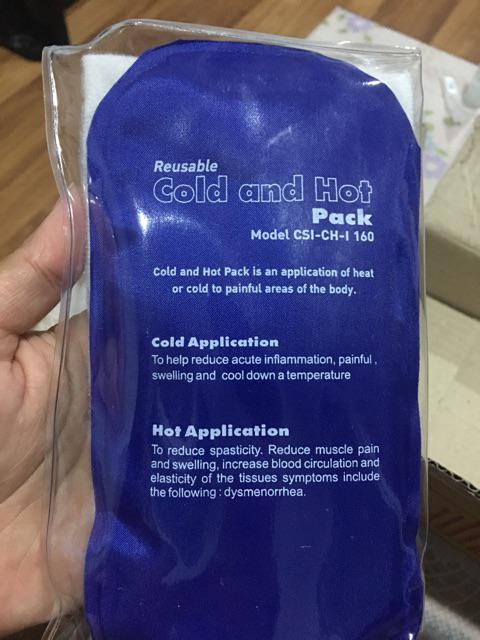 Reusable
Cold and Hot
Pack
Model CSI-CH-I 160
Cold and Hot Pack is an application of heat
or cold to painful areas of the body.
Cold Application
To help reduce acute inflammation, painful ,
swelling and cool down a temperature
Hot Application
To reduce spasticity. Reduce muscle pain
and swelling, increase blood circulation and
elasticity of the tissues symptoms include
the following : dysmenorrhea.